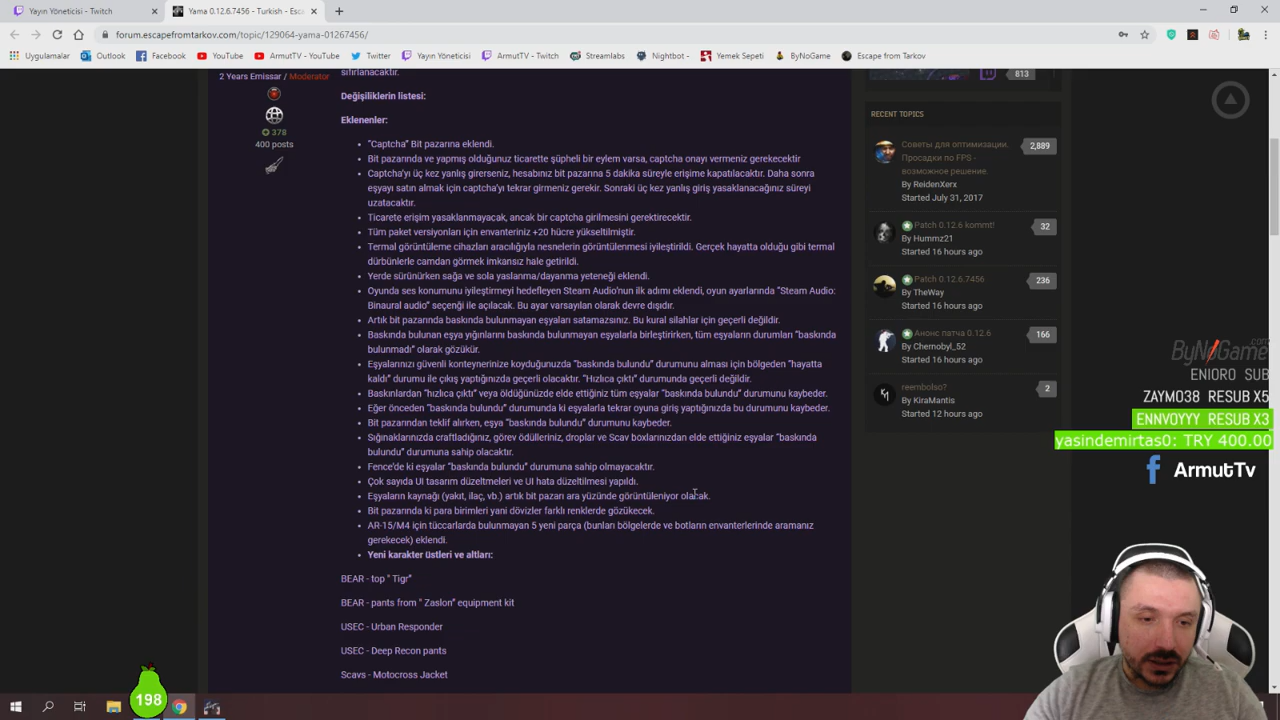 Yayın Yöneticisi - Twitch
Yama 0.12.6.7456 - Turkish - Esc
forum.escapefromtarkov.com/topic/129064-yama-01267456/
Uygulamalar
Outlook
Facebook
YouTube
ArmutTV - YouTube
Twitter
Yayın Yöneticisi
ArmutTV - Twitch
Streamlabs
Nightbot -
Yemek Sepeti
ByNoGame
Escape from Tarkov
2 Years Emissar / Moderator
378
400 posts
sıfırlanacaktır.
Değişiliklerin listesi:
Eklenenler:
"Captcha" Bit pazarına eklendi.
Bit pazarında ve yapmış olduğunuz ticarette şüpheli bir eylem varsa, captcha onayı vermeniz gerekecektir
Captcha'yı üç kez yanlış girerseniz, hesabınız bit pazarına 5 dakika süreyle erişime kapatılacaktır. Daha sonra
eşyayı satın almak için captcha'yı tekrar girmeniz gerekir. Sonraki üç kez yanlış giriş yasaklanacağınız süreyi
uzatacaktır.
Ticarete erişim yasaklanmayacak, ancak bir captcha girilmesini gerektirecektir.
Tüm paket versiyonları için envanteriniz +20 hücre yükseltilmiştir.
Termal görüntüleme cihazları aracılığıyla nesnelerin görüntülenmesi iyileştirildi. Gerçek hayatta olduğu gibi termal
dürbünlerle camdan görmek imkansız hale getirildi.
Yerde sürünürken sağa ve sola yaslanma/dayanma yeteneği eklendi.
Oyunda ses konumunu iyileştirmeyi hedefleyen Steam Audio'nun ilk adımı eklendi, oyun ayarlarında "Steam Audio:
Binaural audio" seçenği ile açılacak. Bu ayar varsayılan olarak devre dışıdır.
Artık bit pazarında baskında bulunmayan eşyaları satamazsınız. Bu kural silahlar için geçerli değildir.
Baskında bulunan eşya yığınlarını baskında bulunmayan eşyalarla birleştirirken, tüm eşyaların durumları "baskında
bulunmadı" olarak gözükür.
Eşyalarınızı güvenli konteynerinize koyduğunuzda "baskında bulundu" durumunu alması için bölgeden "hayatta
kaldı" durumu ile çıkış yaptığınızda geçerli olacaktır. "Hızlıca çıktı" durumunda geçerli değildir.
Baskınlardan "hızlıca çıktı" veya öldüğünüzde elde ettiğiniz tüm eşyalar "baskında bulundu" durumunu kaybeder.
Eğer önceden "baskında bulundu" durumunda ki eşyalarla tekrar oyuna giriş yaptığınızda bu durumunu kaybeder.
Bit pazarından teklif alırken, eşya "baskında bulundu" durumunu kaybeder.
Sığnaklarınızda craftladığınız, görev ödülleriniz, droplar ve Scav boxlarınızdan elde ettiğiniz eşyalar "baskında
bulundu" durumuna sahip olacaktır.
Fence'de ki eşyalar "baskında bulundu" durumuna sahip olmayacaktır.
Çok sayıda UI tasarım düzeltmeleri ve UI hata düzeltilmesi yapıldı.
Eşyaların kaynağı (yakıt, ilaç, vb.) artık bit pazarı ara yüzünde görüntüleniyor olacak.
Bit pazarında ki para birimleri yani dövizler farklı renklerde gözükecek.
AR-15/M4 için tüccarlarda bulunmayan 5 yeni parça (bunları bölgelerde ve botların envanterlerinde aramanız
gerekecek) eklendi.
Yeni karakter üstleri ve altları:
BEAR - top " Tigr"
BEAR - pants from " Zaslon" equipment kit
USEC - Urban Responder
USEC - Deep Recon pants
Scavs - Motocross Jacket
813
RECENT TOPICS
Советы для оптимизации.
Просадки по FPS -
возможное решение.
2,889
By ReidenXerx
Started July 31, 2017
Patch 0.12.6 kommt!
32
By Hummz21
Started 16 hours ago
Patch 0.12.6.7456
236
By TheWay
Started 16 hours ago
Анонс патча 0.12.6
166
By Chernobyl_52
Started 16 hours ago
reembolso?
2
By KiraMantis
Started 12 hours ago
ByNoGame.com
ENIORO SUB
ZAYMO38 RESUB X5
ENNVOYYY RESUB X3
yasindemirtas0: TRY 400.00
ArmutTv
198